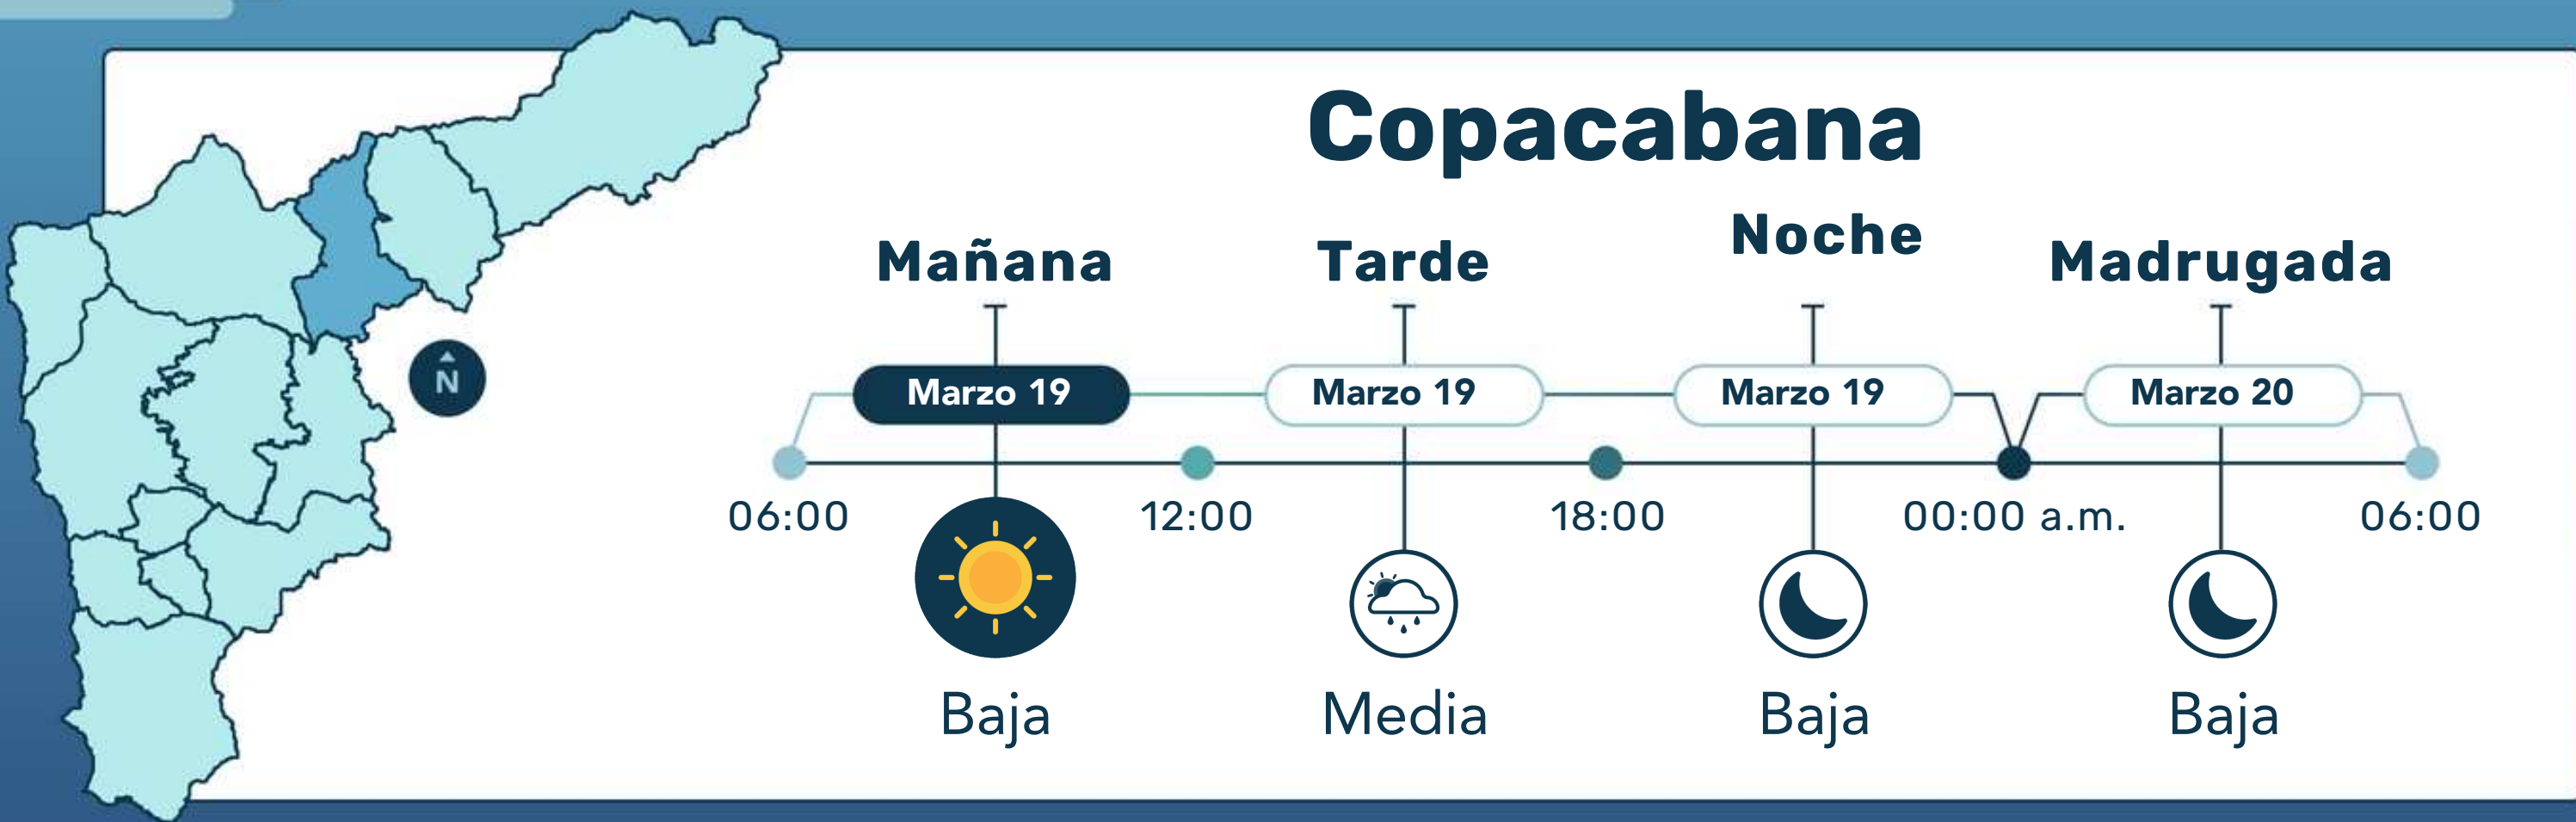 Copacabana
Mañana
Tarde
Noche
Madrugada
N
Marzo 19
Marzo 19
Marzo 19
Marzo 20
06:00
12:00
18:00
00:00 a.m.
06:00
Baja
Media
Baja
Baja